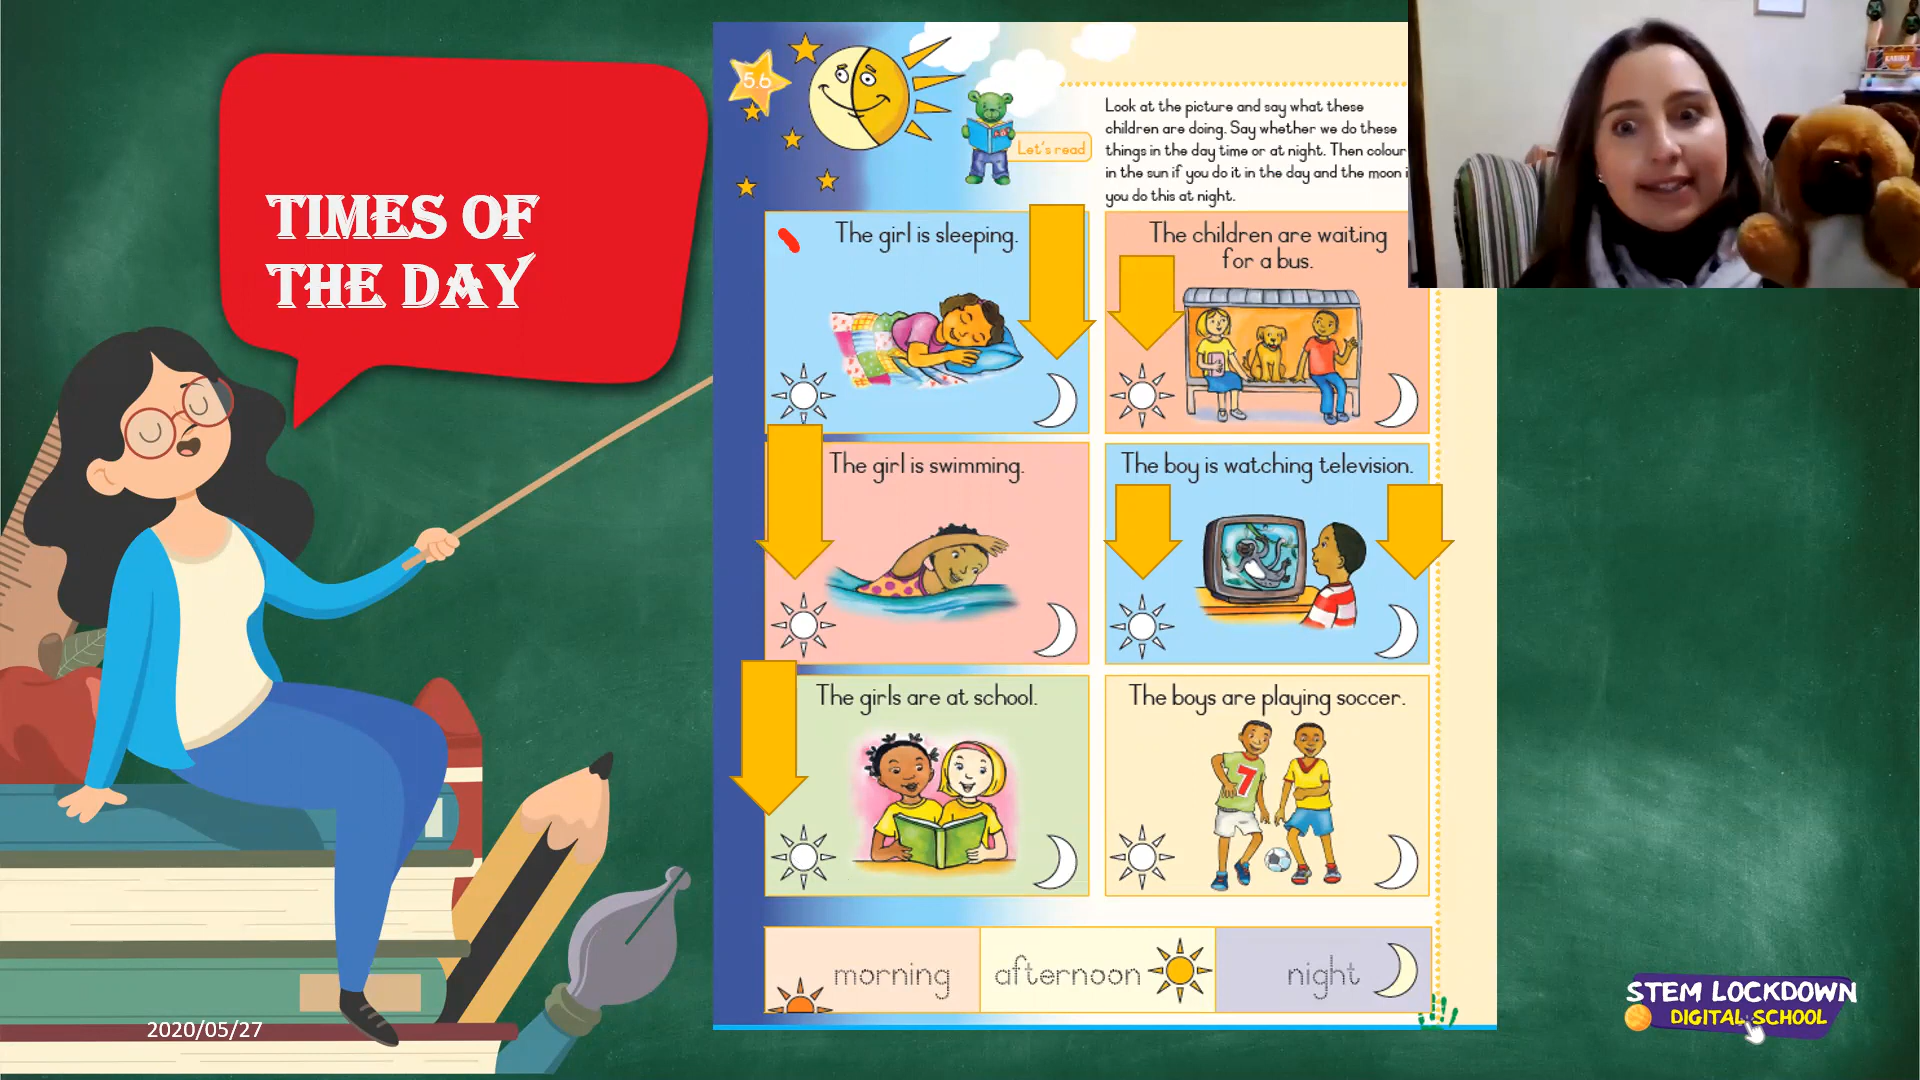 TIMES OF
THE DAY
56
Let's read
Look at the picture and say what these
children are doing. Say whether we do these
things in the day time or at night. Then colour
in the sun if you do it in the day and the moon i
you do this at night.
The girl is sleeping.
The children are waiting
for a bus.
The girl is swimming.
The boy is watching television.
The girls are at school.
The boys are playing soccer.
7
morning
afternoon
night
2020/05/27
STEM LOCKDOWN
DIGITAL SCHOOL